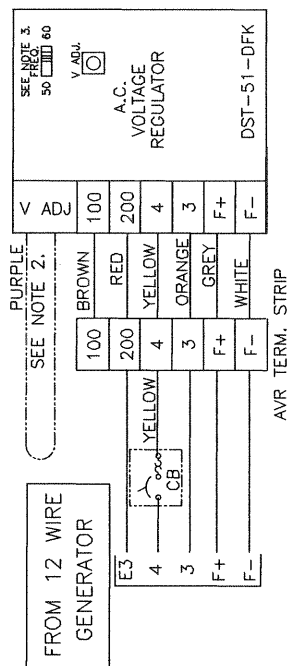 SEE NOTE 3.
FREQ.
50 60
V ADJ.
A.C.
VOLTAGE
REGULATOR
DST-51-DFK
V ADJ
100
200
4
3
F+
F-
PURPLE
SEE NOTE 2.
BROWN
RED
YELLOW
ORANGE
GREY
WHITE
100
200
4
3
F+
F-
AVR TERM. STRIP
YELLOW
CB
FROM 12 WIRE
GENERATOR
E3
4
3
F+
F-